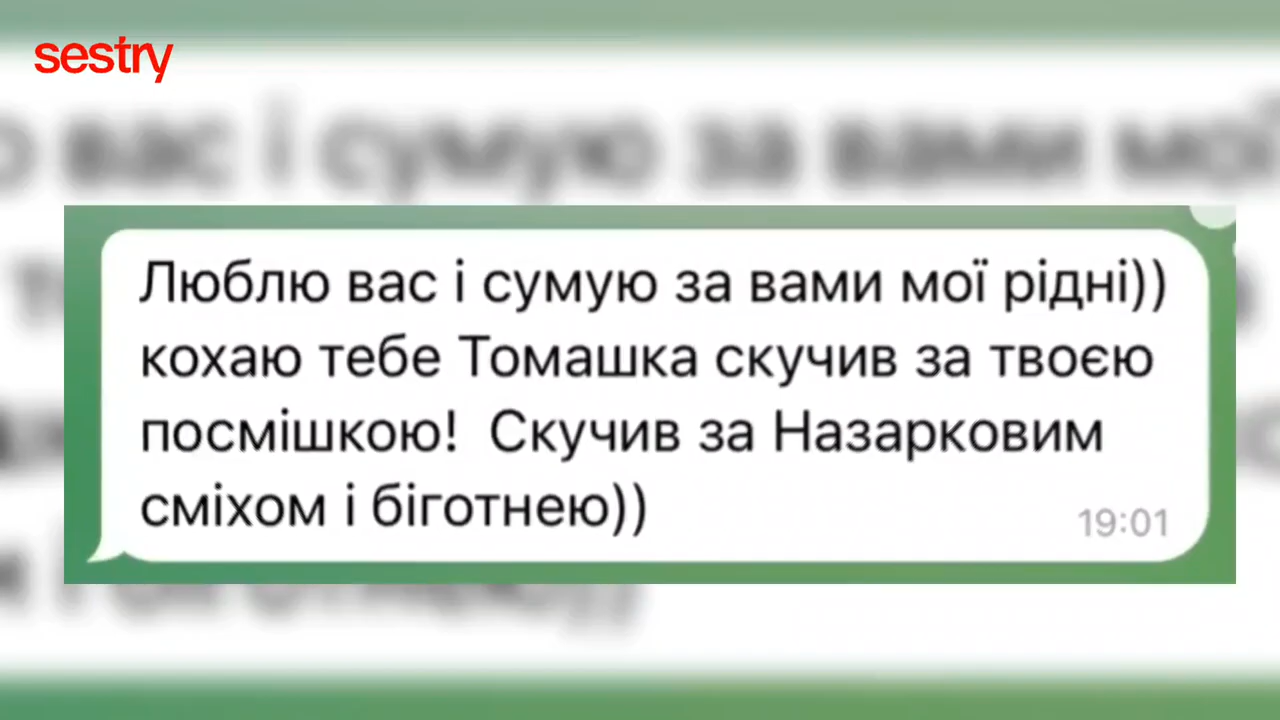 sestry
Люблю вас і сумую за вами мої рідні))
кохаю тебе Томашка скучив за твоєю
посмішкою!  Скучив за Назарковим
сміхом і біготнею))
19:01